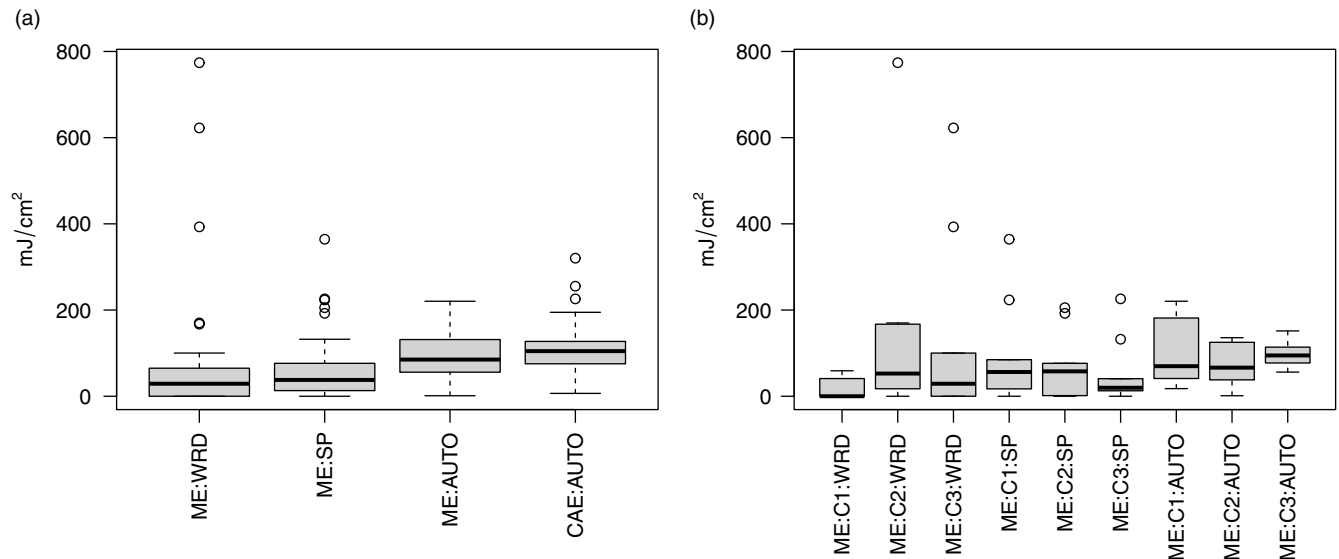 (a)
800
600
400
200
0
mJ/cm²
ME:WRD
ME:SP
ME:AUTO
CAE:AUTO
(b)
800
600
400
200
0
mJ/cm²
ME:C1:WRD
ME:C2:WRD
ME:C3:WRD
ME:C1:SP
ME:C2:SP
ME:C3:SP
ME:C1:AUTO
ME:C2:AUTO
ME:C3:AUTO